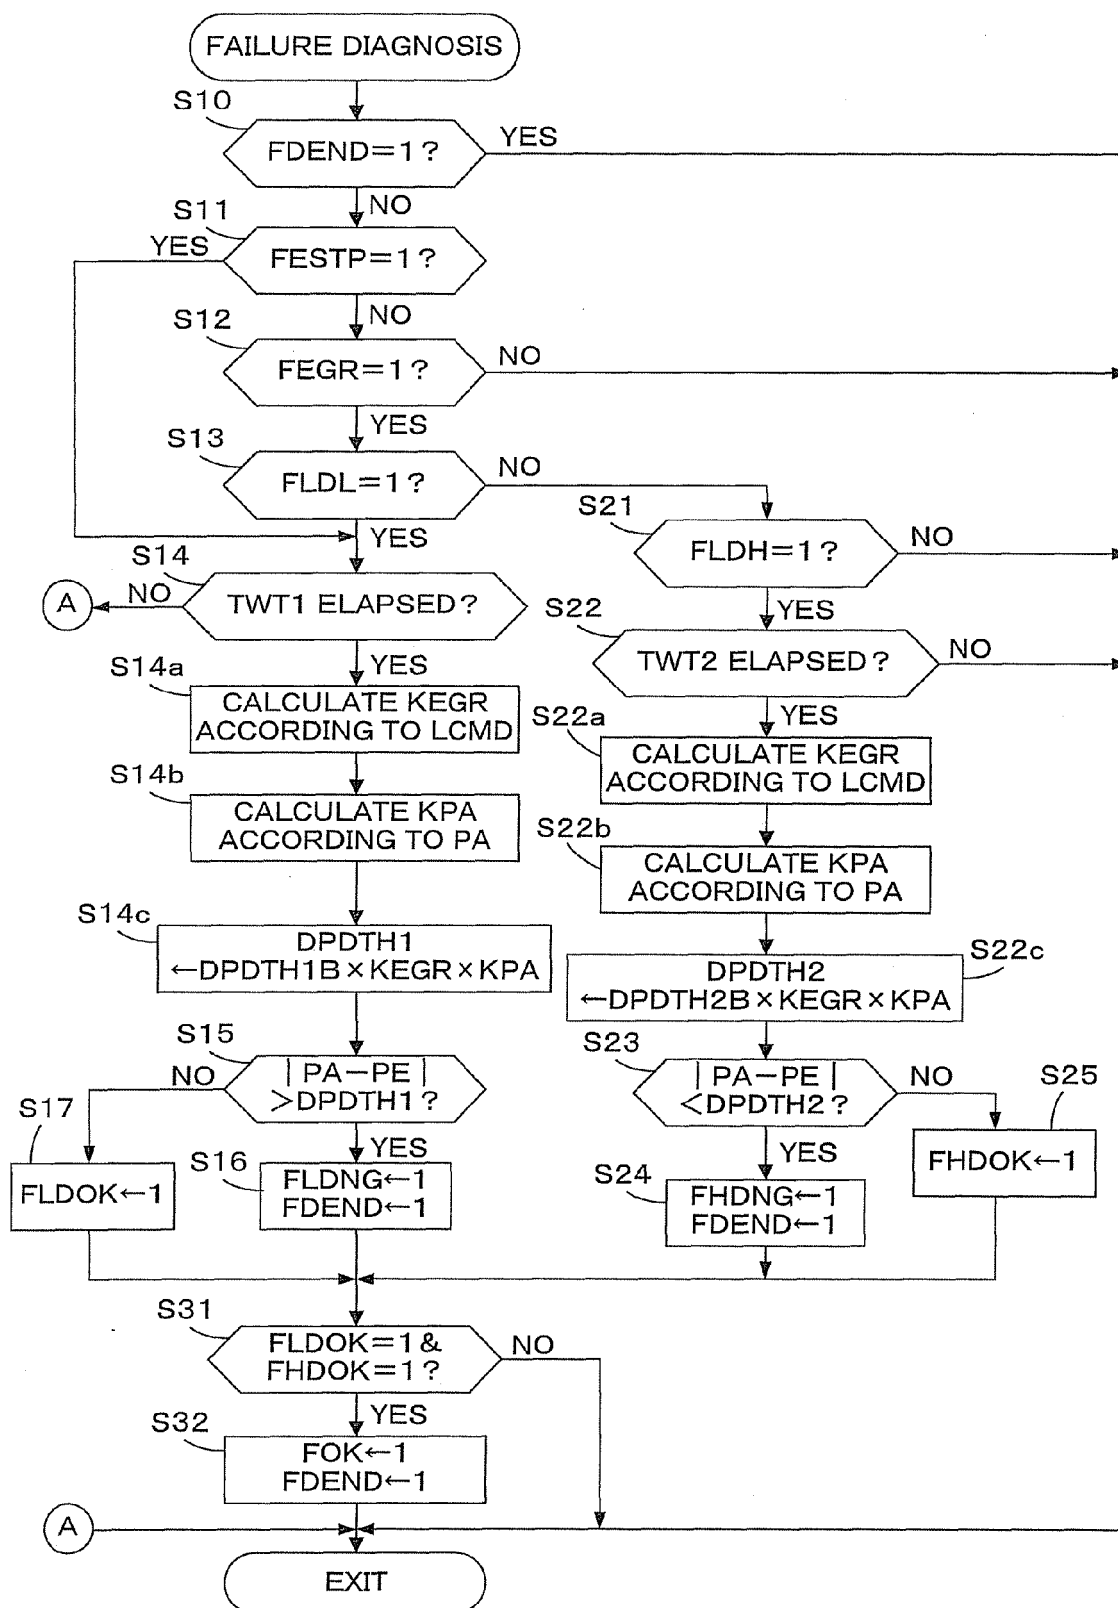 FAILURE DIAGNOSIS
S10
FDEND=1?
YES
NO
S11
YES
FESTP=1?
NO
S12
FEGR=1?
NO
YES
S13
FLDL=1?
NO
YES
S21
FLDH=1?
NO
YES
S14
A
NO
TWT1 ELAPSED?
YES
S22
TWT2 ELAPSED?
NO
YES
S14a
CALCULATE KEGR
ACCORDING TO LCMD
S22a
CALCULATE KEGR
ACCORDING TO LCMD
S14b
CALCULATE KPA
ACCORDING TO PA
S22b
CALCULATE KPA
ACCORDING TO PA
S14c
DPDTH1
←DPDTH1B×KEGR×KPA
S22c
DPDTH2
←DPDTH2B×KEGR×KPA
S15
NO
|PA−PE|
>DPDTH1?
YES
S23
|PA−PE|
<DPDTH2?
NO
YES
S25
FHDOK←1
S17
FLDOK←1
S16
FLDNG←1
FDEND←1
S24
FHDNG←1
FDEND←1
S31
FLDOK=1&
FHDOK=1?
NO
YES
S32
FOK←1
FDEND←1
A
EXIT